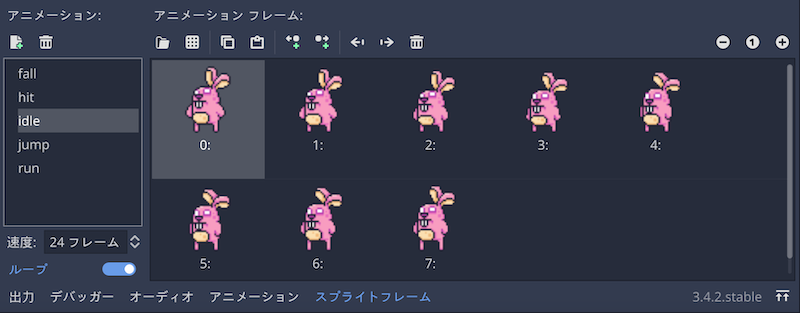 アニメーション:
アニメーション フレーム:
fall
hit
idle
jump
run
0:
1:
2:
3:
4:
5:
6:
7:
速度:
24 フレーム
ループ
出力 デバッガー オーディオ アニメーション スプライトフレーム 3.4.2.stable